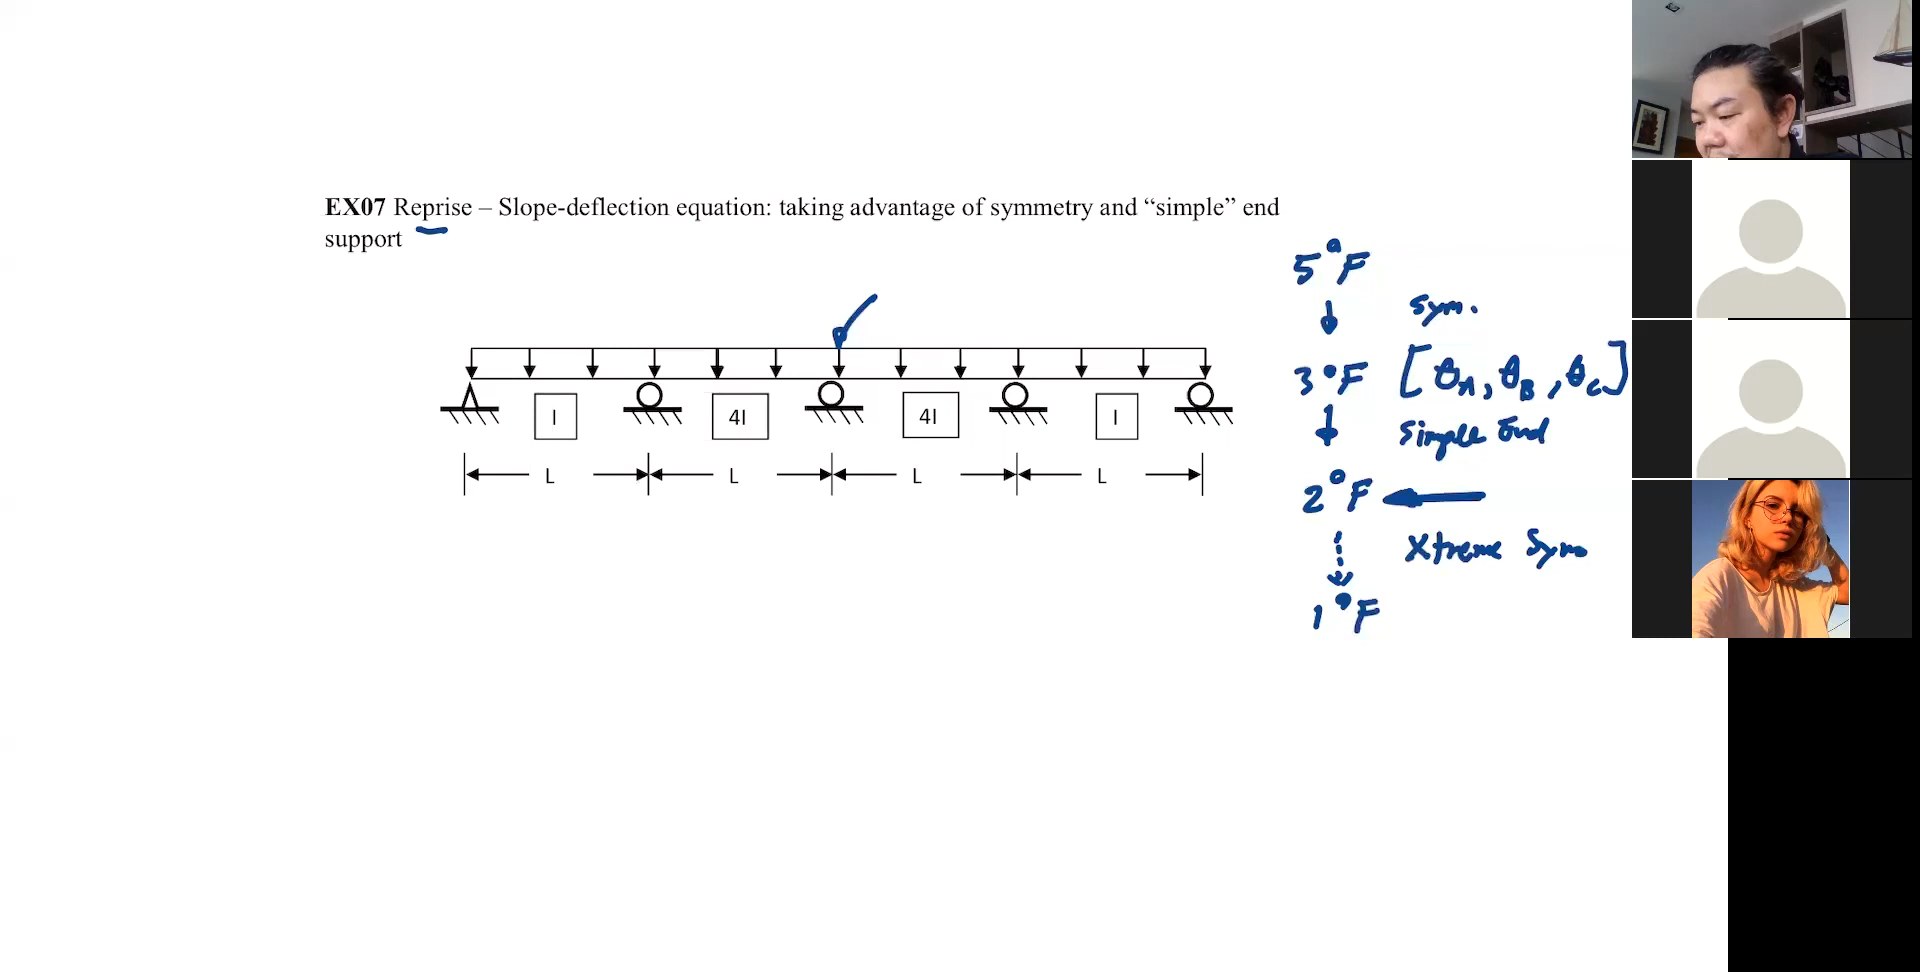 EX07 Reprise – Slope-deflection equation: taking advantage of symmetry and “simple” end
support
5°F
sym.
3°F [θA, θB, θC]
Simple End
2°F
Xtreme Sym
1°F
I 4I 4I I
L L L L